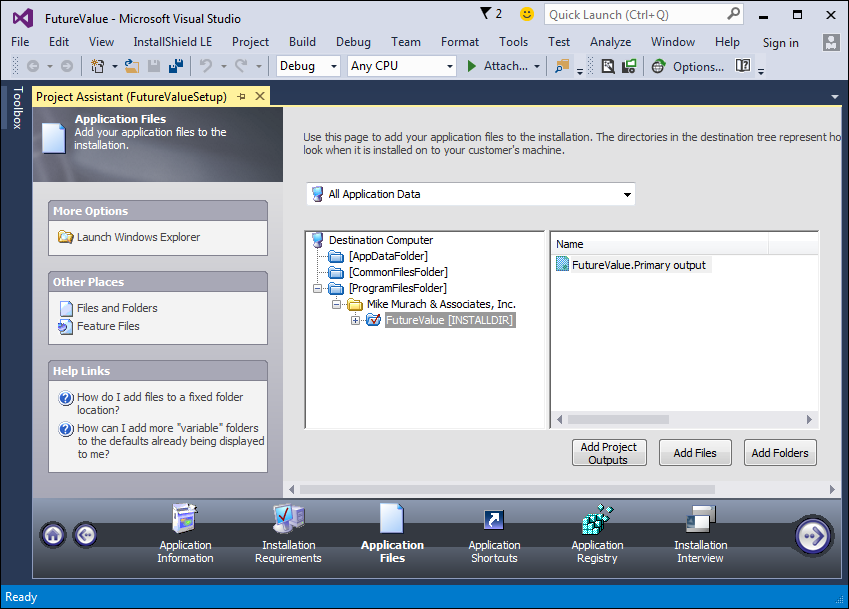 FutureValue - Microsoft Visual Studio
2
Quick Launch (Ctrl+Q)
File Edit View InstallShield LE Project Build Debug Team Format Tools Test Analyze Window Help Sign in
Debug Any CPU Attach... Options...
Toolbox
Project Assistant (FutureValueSetup)
Application Files
Add your application files to the
installation.
More Options
Launch Windows Explorer
Other Places
Files and Folders
Feature Files
Help Links
How do I add files to a fixed folder
location?
How can I add more "variable" folders
to the defaults already being displayed
to me?
Use this page to add your application files to the installation. The directories in the destination tree represent ho
look when it is installed on to your customer's machine.
All Application Data
Destination Computer
[AppDataFolder]
[CommonFilesFolder]
[ProgramFilesFolder]
Mike Murach & Associates, Inc.
FutureValue [INSTALLDIR]
Name
FutureValue.Primary output
Add Project
Outputs
Add Files
Add Folders
Application
Information
Installation
Requirements
Application
Files
Application
Shortcuts
Application
Registry
Installation
Interview
Ready